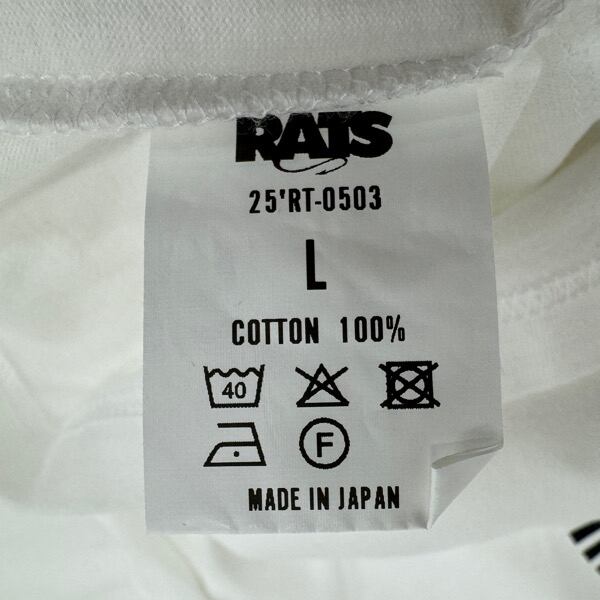 RATS
25'RT-0503
L
COTTON 100%
40
F
MADE IN JAPAN